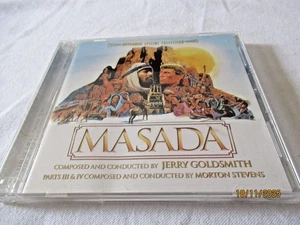 MASADA
COMPOSED AND CONDUCTED BY JERRY GOLDSMITH
PARTS III & IV COMPOSED AND CONDUCTED BY MORTON STEVENS